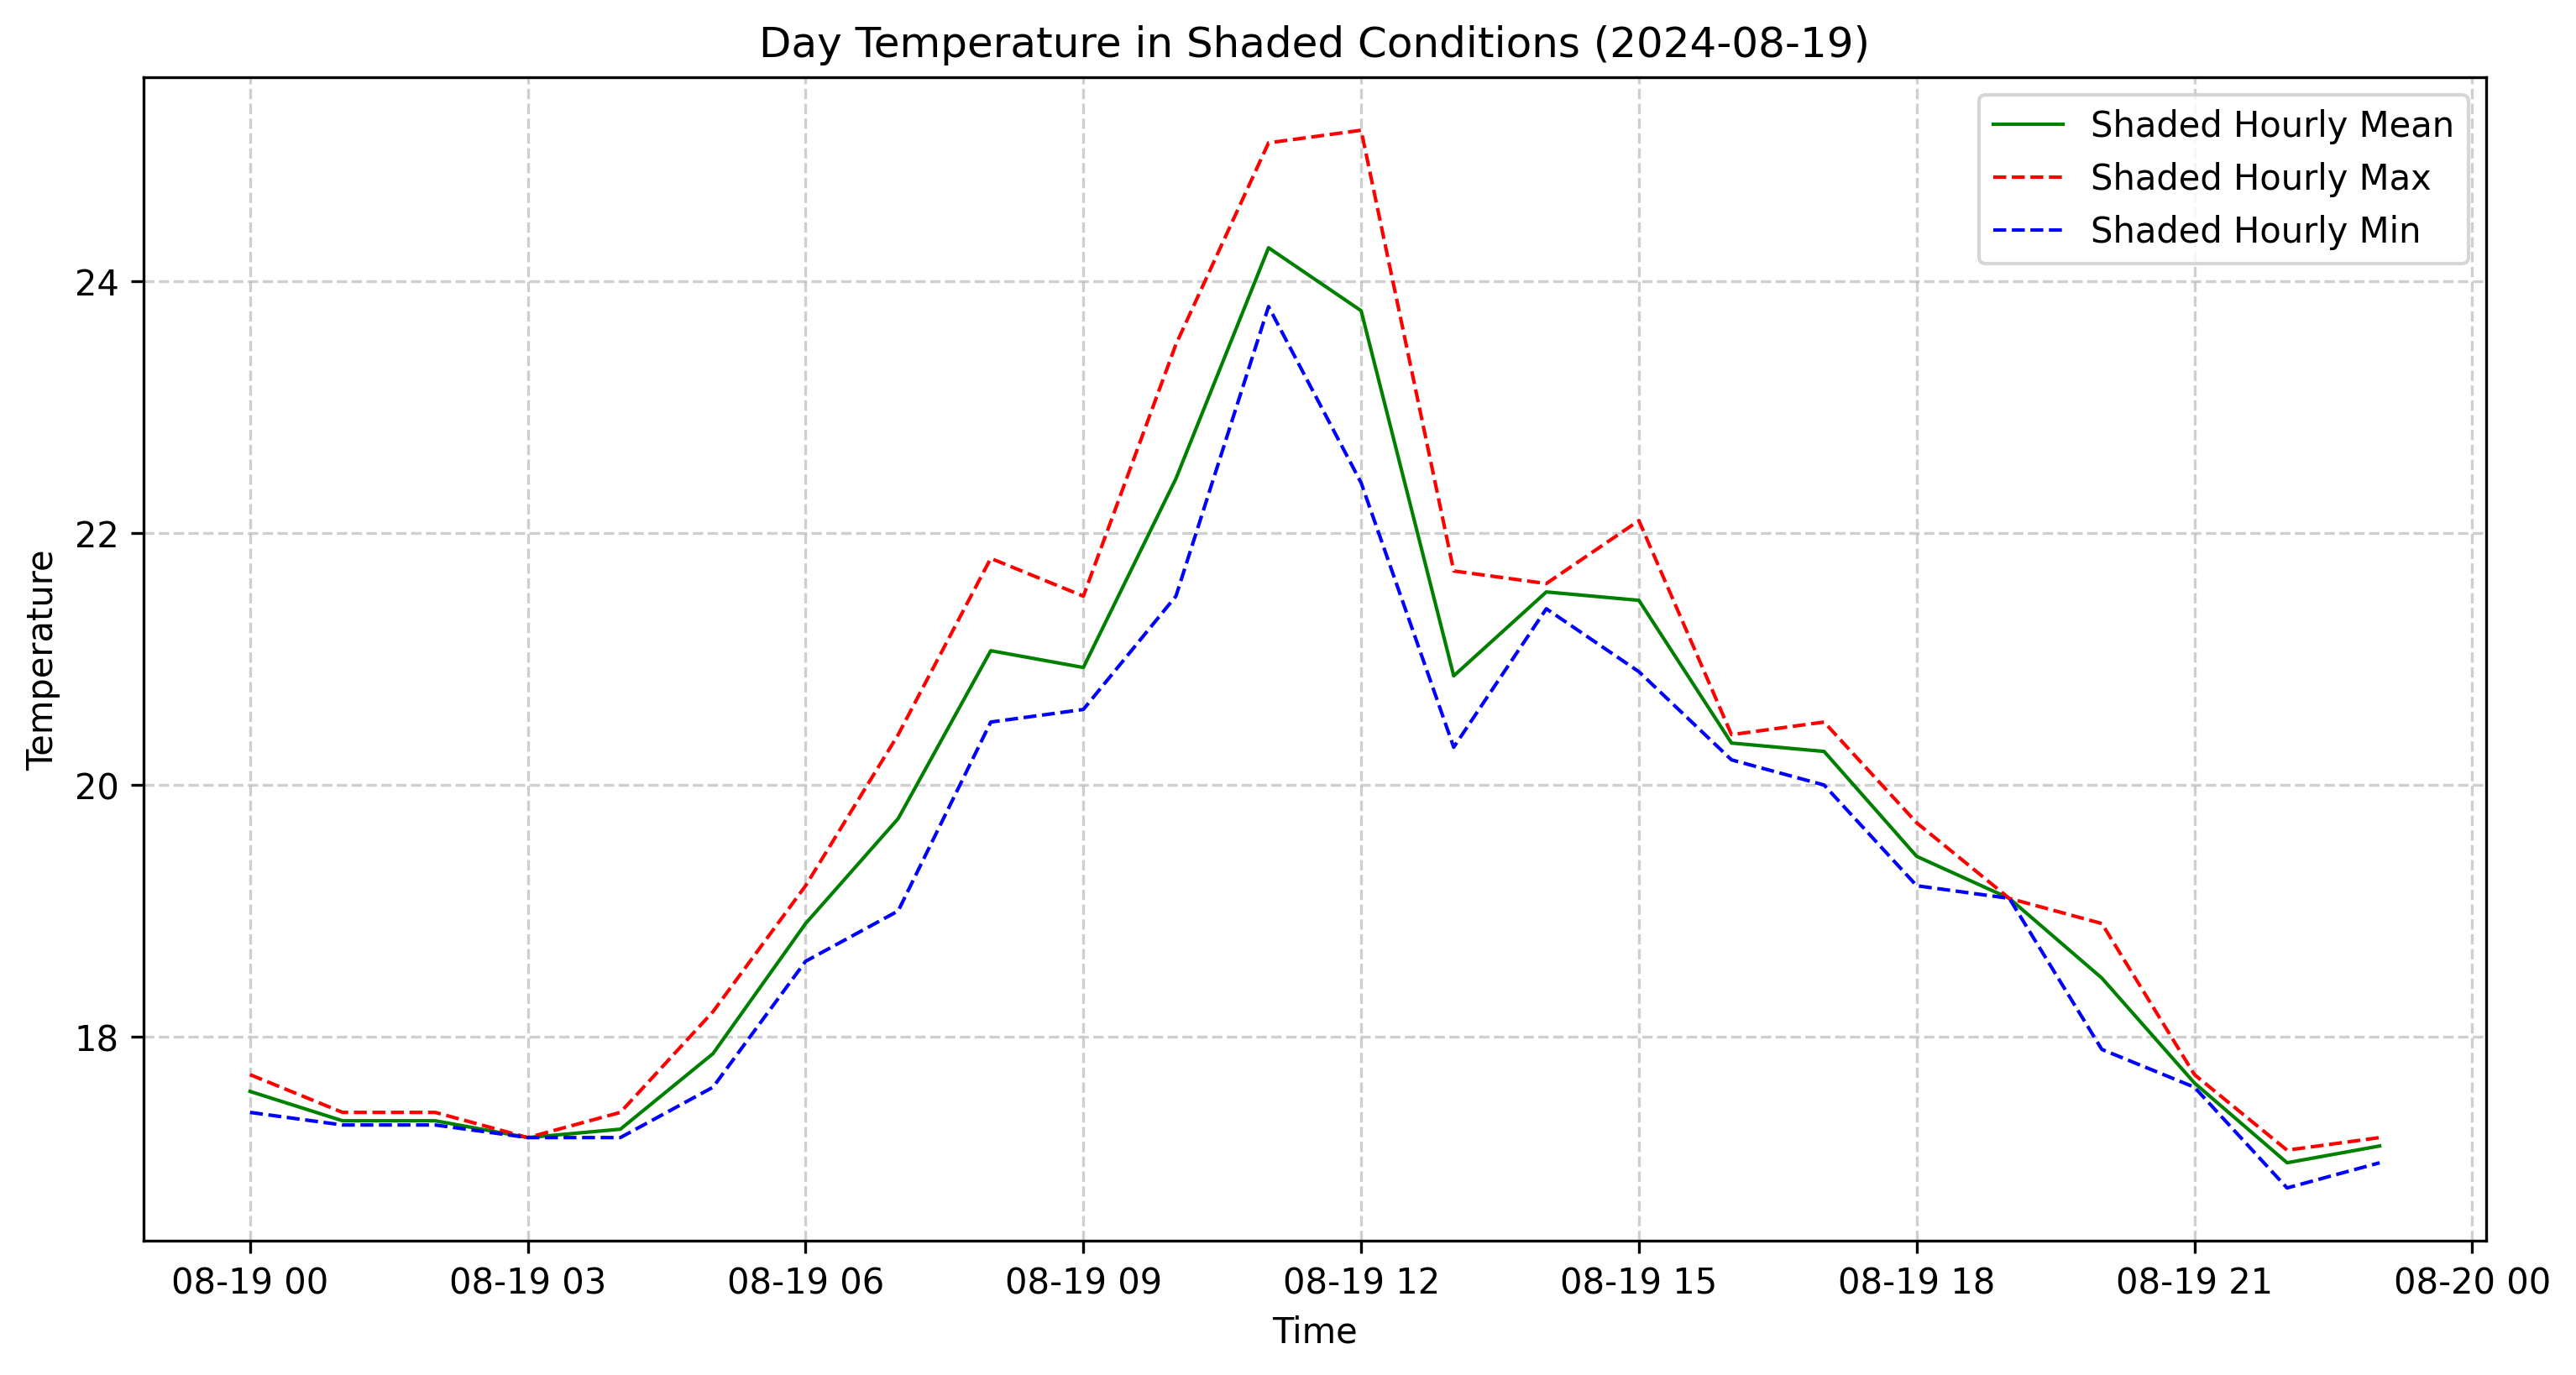 Day Temperature in Shaded Conditions (2024-08-19)
Shaded Hourly Mean
Shaded Hourly Max
Shaded Hourly Min
24
22
20
18
Temperature
08-19 00 08-19 03 08-19 06 08-19 09 08-19 12 08-19 15 08-19 18 08-19 21 08-20 00
Time